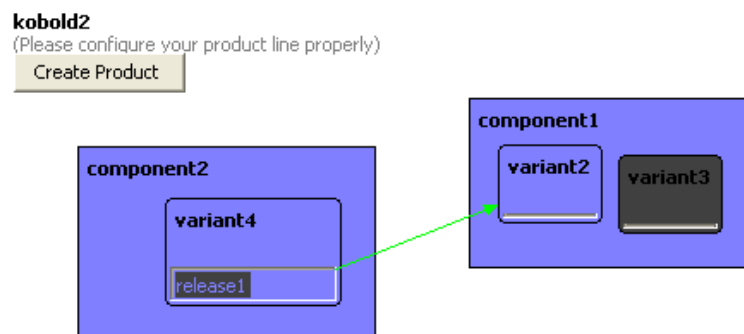 kobold2
(Please configure your product line properly)
Create Product
component1
component2
variant2
variant3
variant4
release1